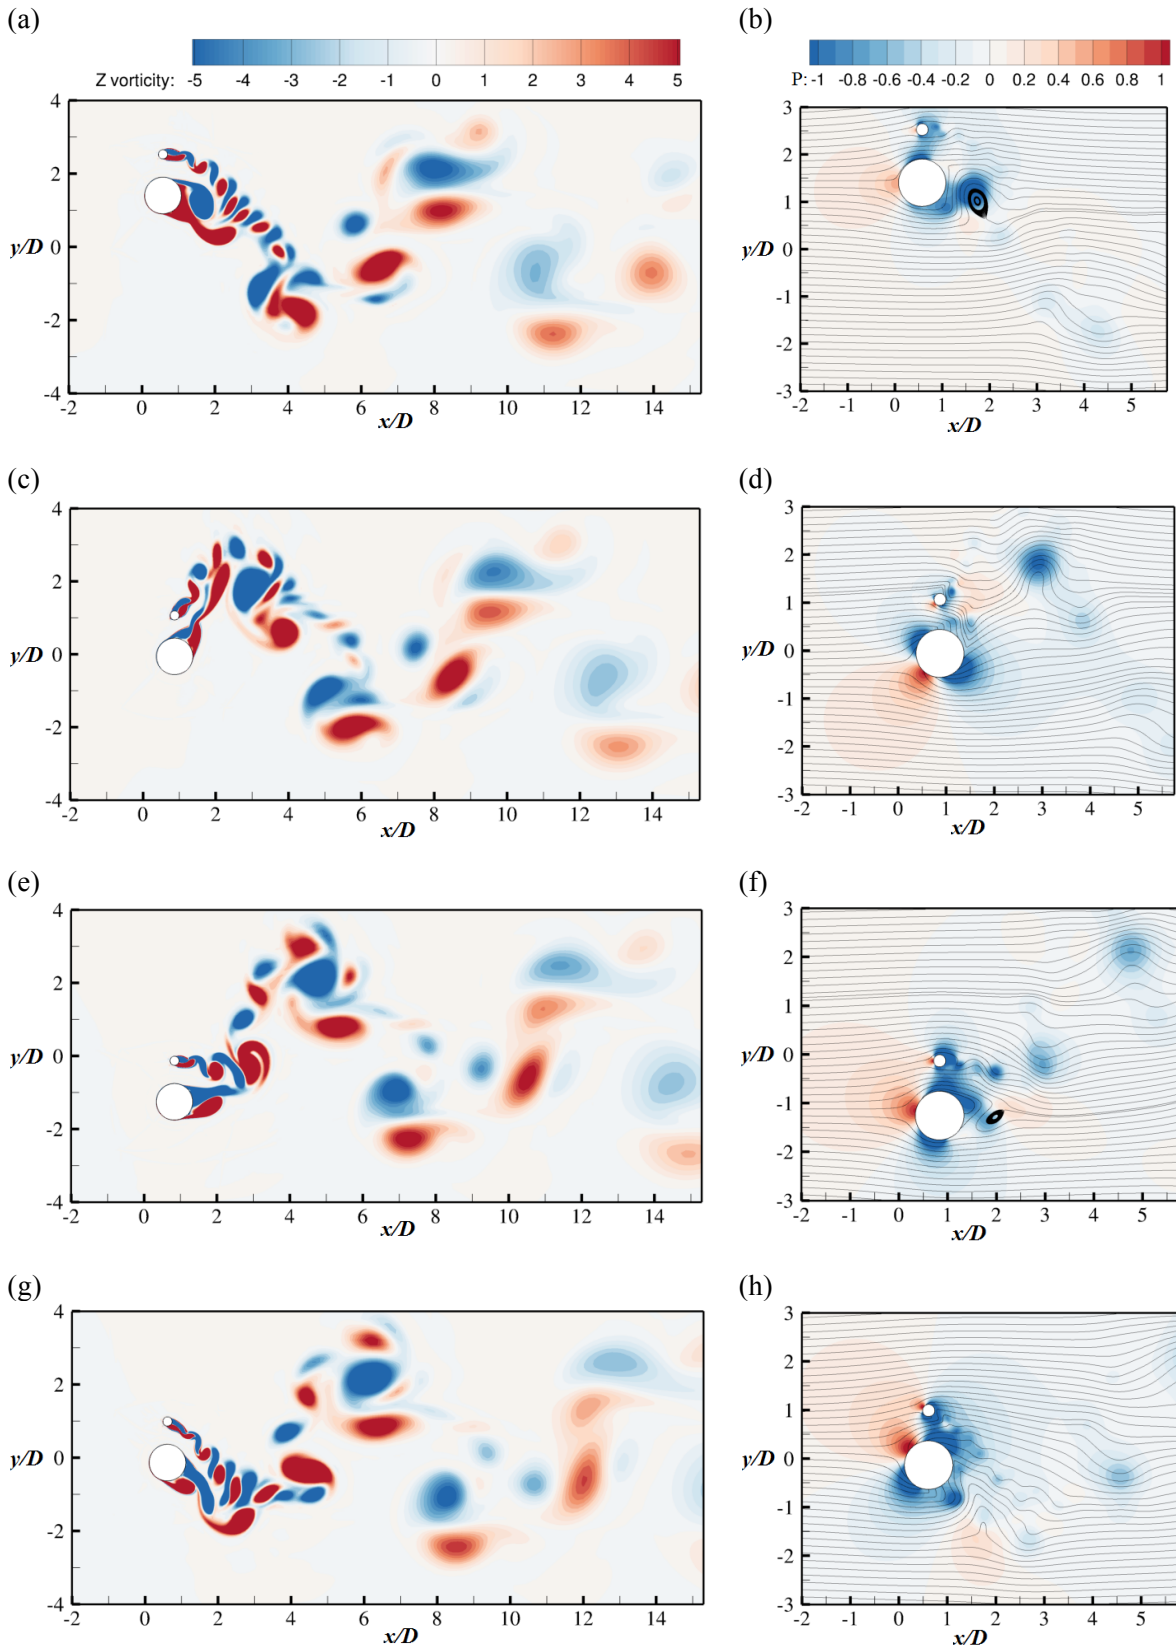 (a) (b)
Z vorticity: -5 -4 -3 -2 -1 0 1 2 3 4 5
P: -1 -0.8 -0.6 -0.4 -0.2 0 0.2 0.4 0.6 0.8 1
4 2 0 -2 -4
y/D
-2 0 2 4 6 8 10 12 14
x/D
3 2 1 0 -1 -2 -3
y/D
-2 -1 0 1 2 3 4 5
x/D
(c) (d)
4 2 0 -2 -4
y/D
-2 0 2 4 6 8 10 12 14
x/D
3 2 1 0 -1 -2 -3
y/D
-2 -1 0 1 2 3 4 5
x/D
(e) (f)
4 2 0 -2 -4
y/D
-2 0 2 4 6 8 10 12 14
x/D
3 2 1 0 -1 -2 -3
y/D
-2 -1 0 1 2 3 4 5
x/D
(g) (h)
4 2 0 -2 -4
y/D
-2 0 2 4 6 8 10 12 14
x/D
3 2 1 0 -1 -2 -3
y/D
-2 -1 0 1 2 3 4 5
x/D